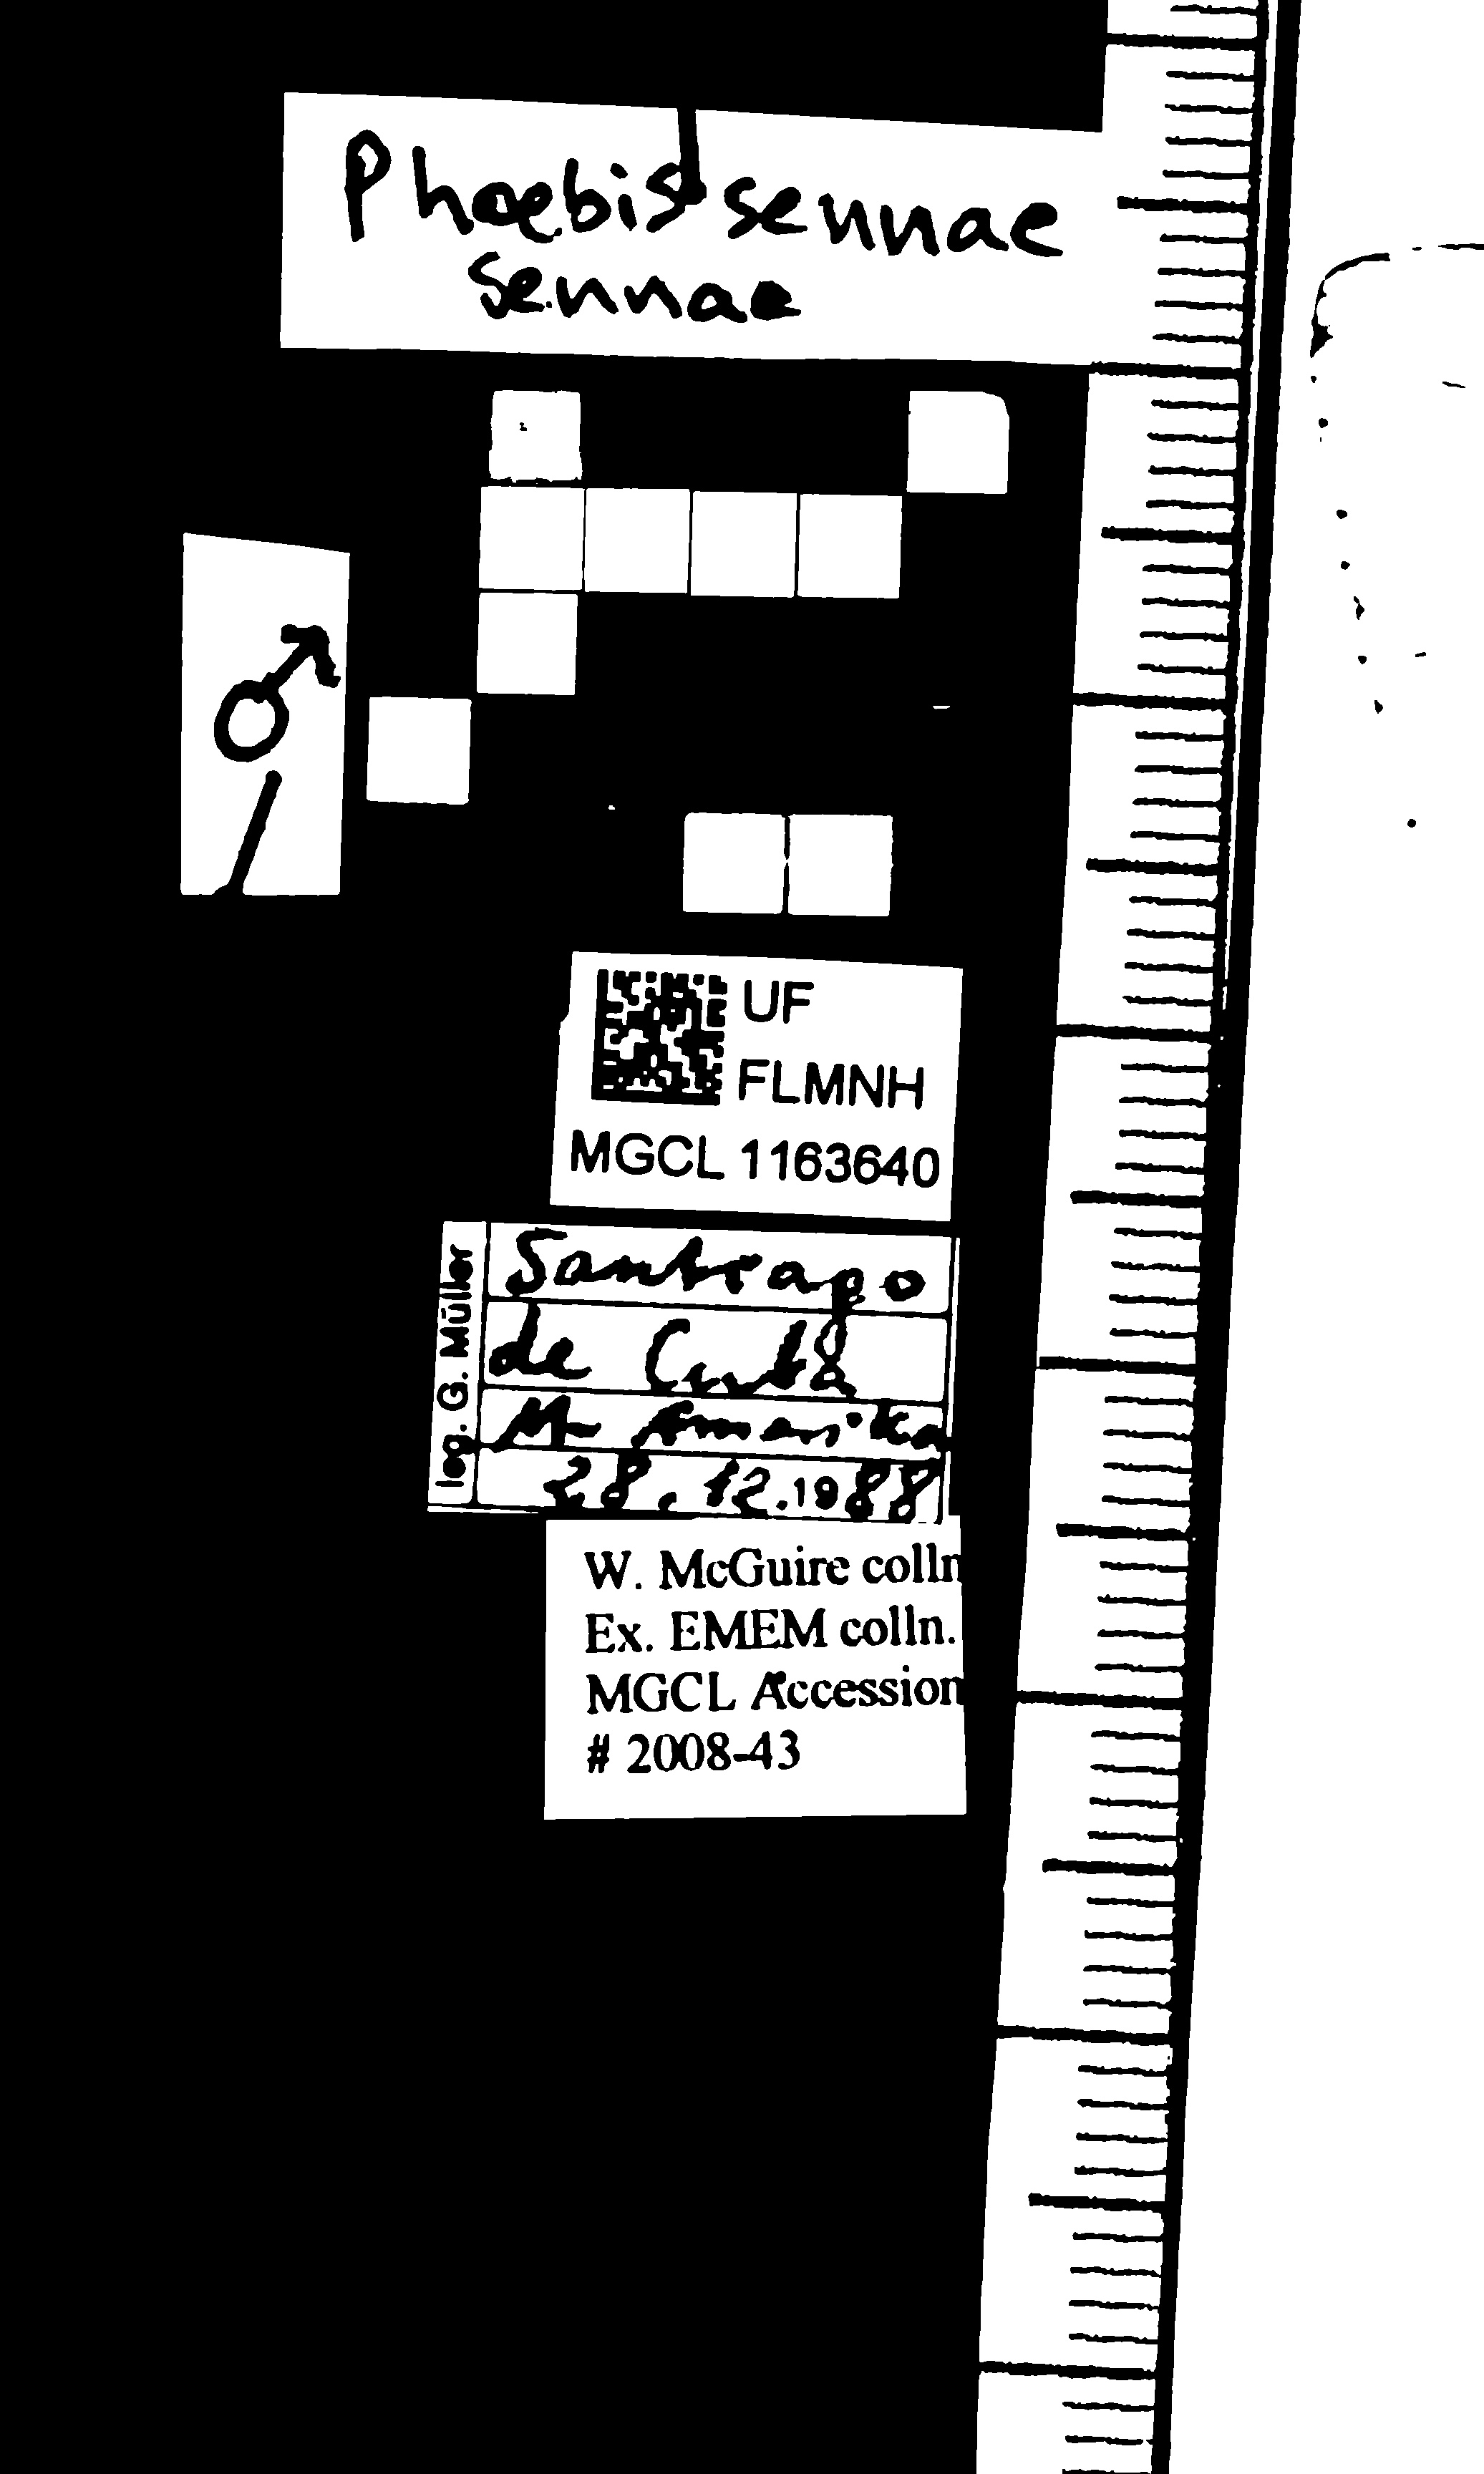 Phoebis sennae
sennae
♂
UF
FLMNH
MGCL 1163640
leg. G. Müller
Santiago
de Cuba
M-Amerika
28.12.1988
W. McGuire colln
Ex. EMEM colln.
MGCL Accession
# 2008-43